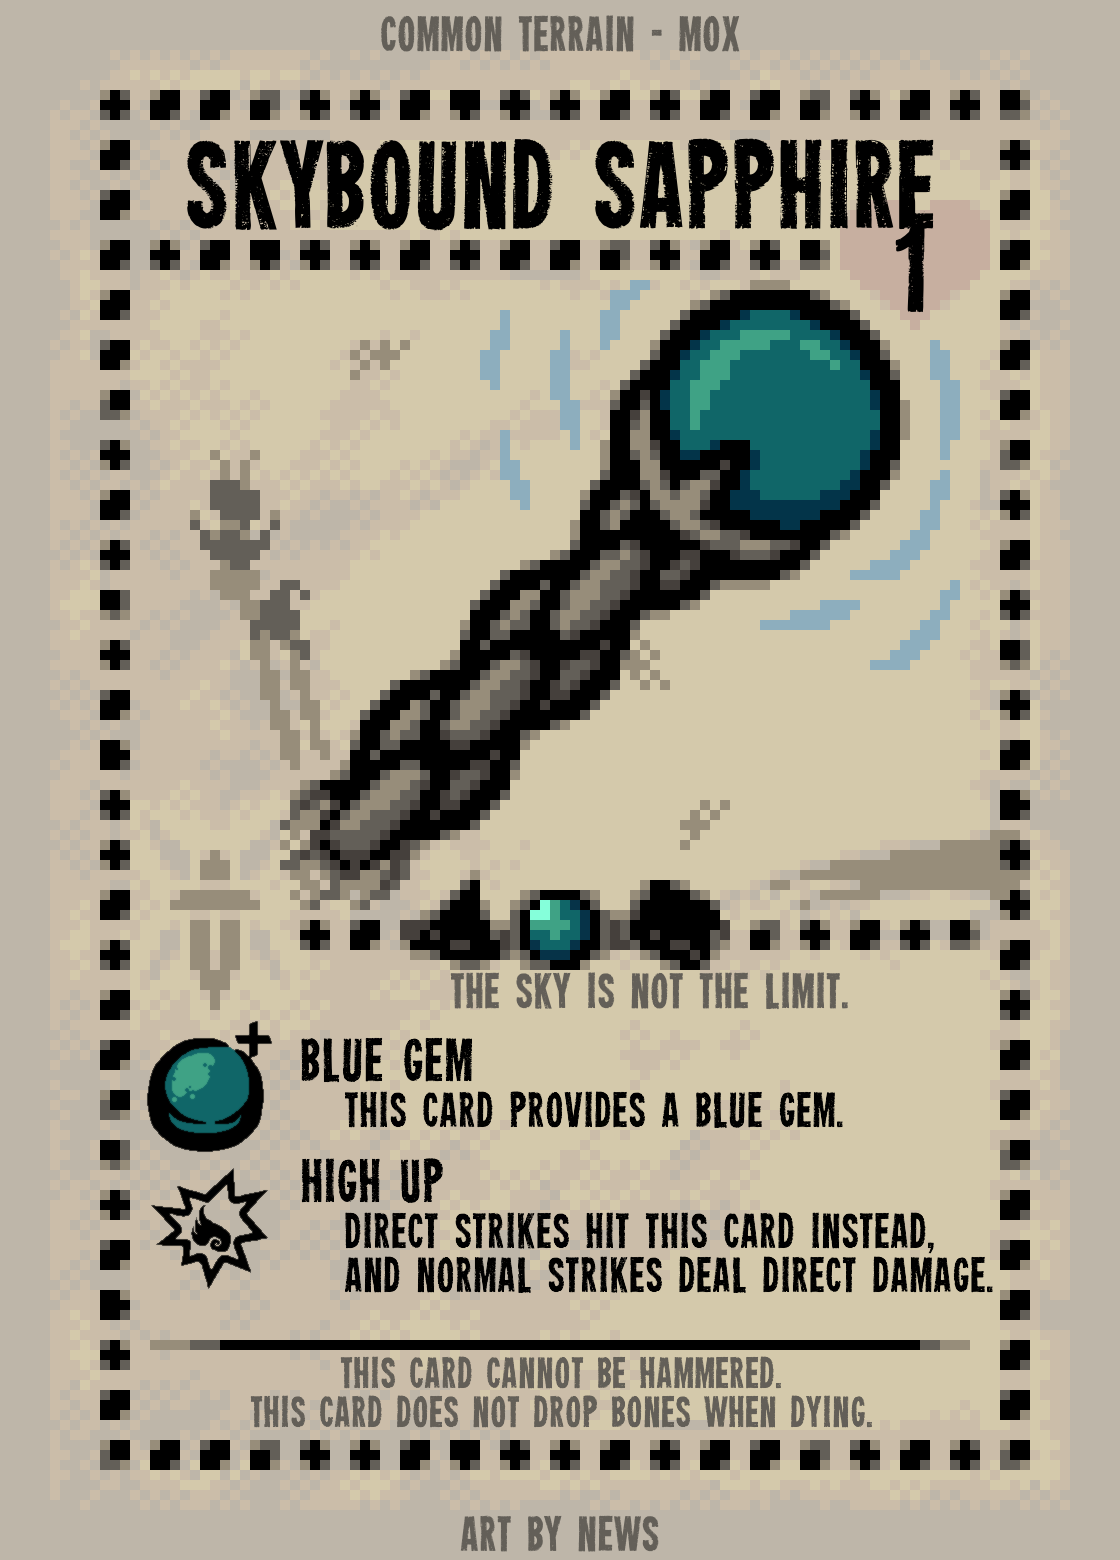 COMMON TERRAIN - MOX
SKYBOUND SAPPHIRE
1
THE SKY IS NOT THE LIMIT.
BLUE GEM
THIS CARD PROVIDES A BLUE GEM.
HIGH UP
DIRECT STRIKES HIT THIS CARD INSTEAD,
AND NORMAL STRIKES DEAL DIRECT DAMAGE.
THIS CARD CANNOT BE HAMMERED.
THIS CARD DOES NOT DROP BONES WHEN DYING.
ART BY NEWS